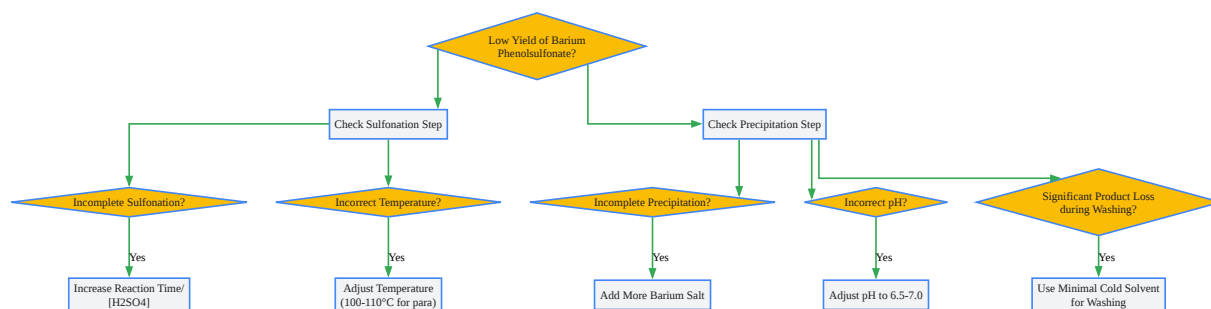 Low Yield of Barium
Phenolsulfonate?
Check Sulfonation Step
Check Precipitation Step
Incomplete Sulfonation?
Incorrect Temperature?
Incomplete Precipitation?
Incorrect pH?
Significant Product Loss
during Washing?
Yes
Yes
Yes
Yes
Yes
Increase Reaction Time/
[H2SO4]
Adjust Temperature
(100-110°C for para)
Add More Barium Salt
Adjust pH to 6.5-7.0
Use Minimal Cold Solvent
for Washing